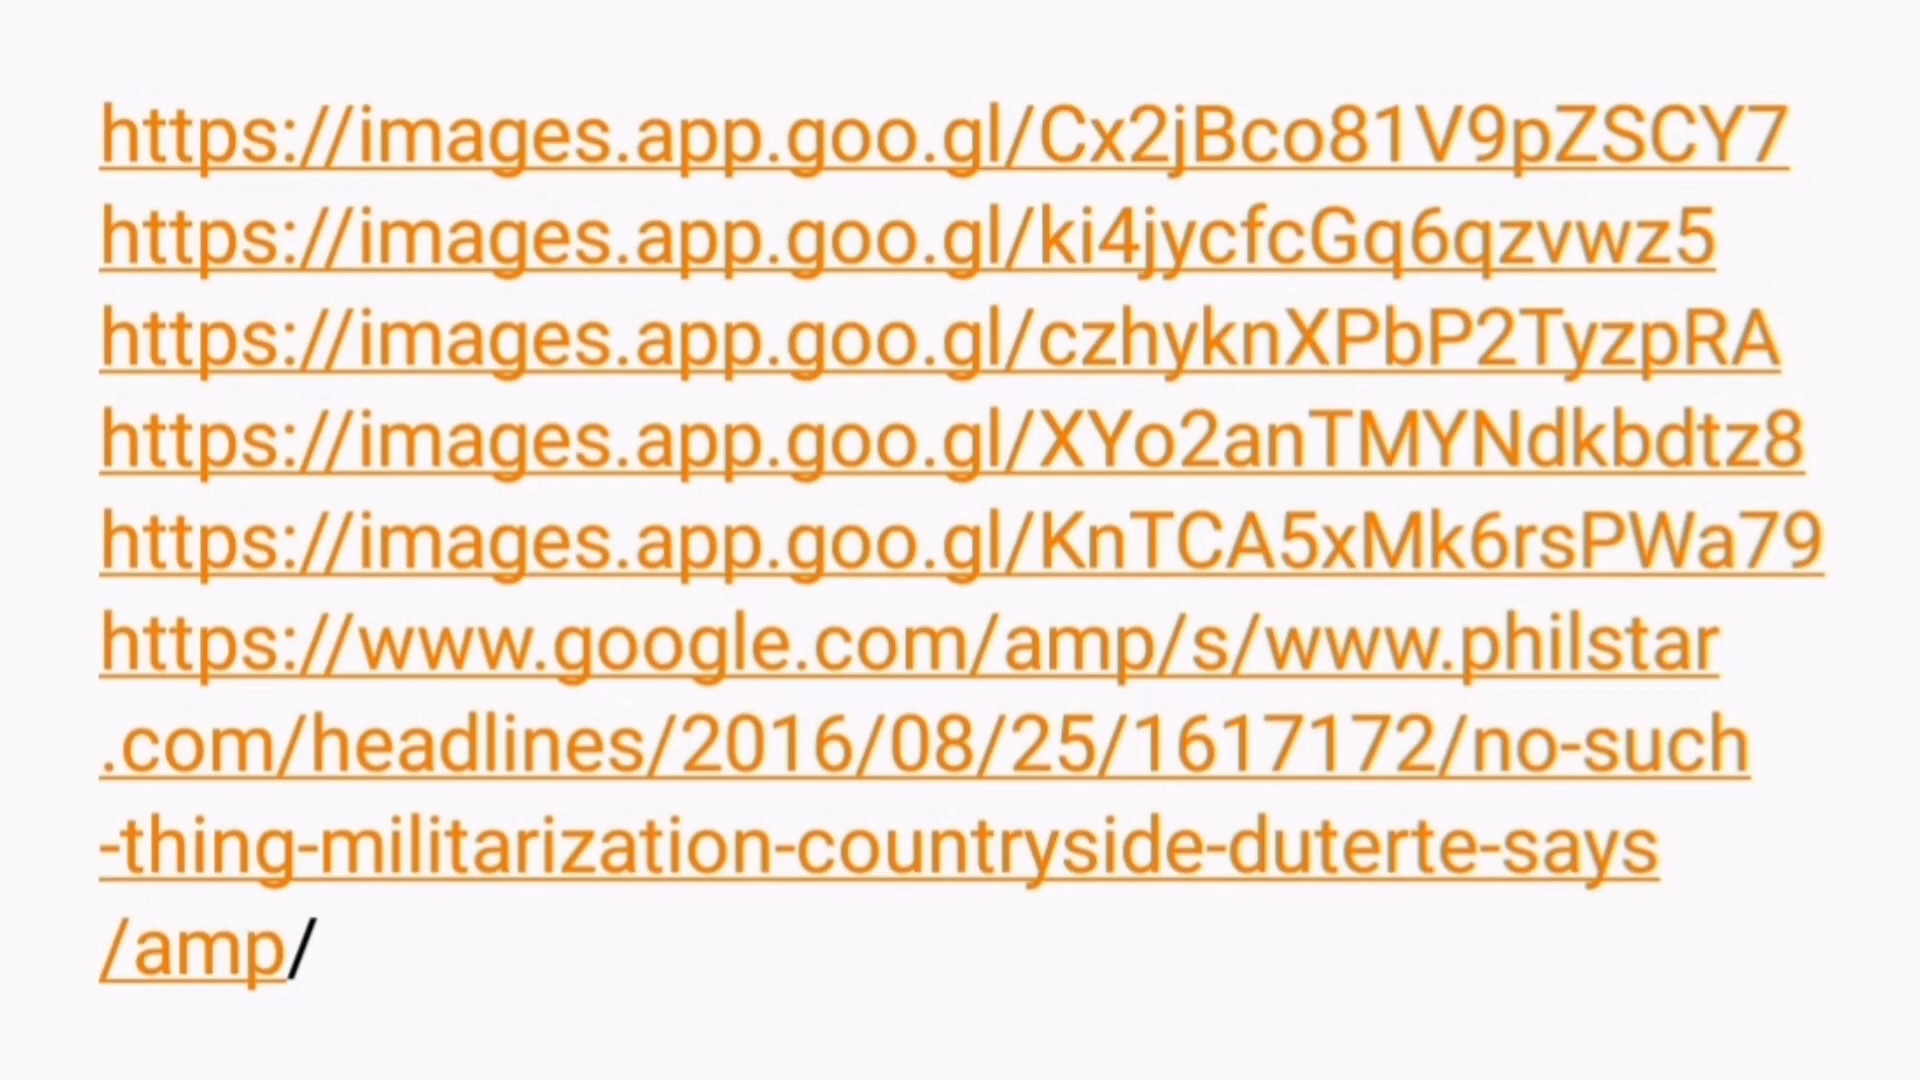 https://images.app.goo.gl/Cx2jBco81V9pZSCY7
https://images.app.goo.gl/ki4jycfcGq6qzvwz5
https://images.app.goo.gl/czhyknXPbP2TyzpRA
https://images.app.goo.gl/XYo2anTMYNdkbdtz8
https://images.app.goo.gl/KnTCA5xMk6rsPWa79
https://www.google.com/amp/s/www.philstar
.com/headlines/2016/08/25/1617172/no-such
-thing-militarization-countryside-duterte-says
/amp/